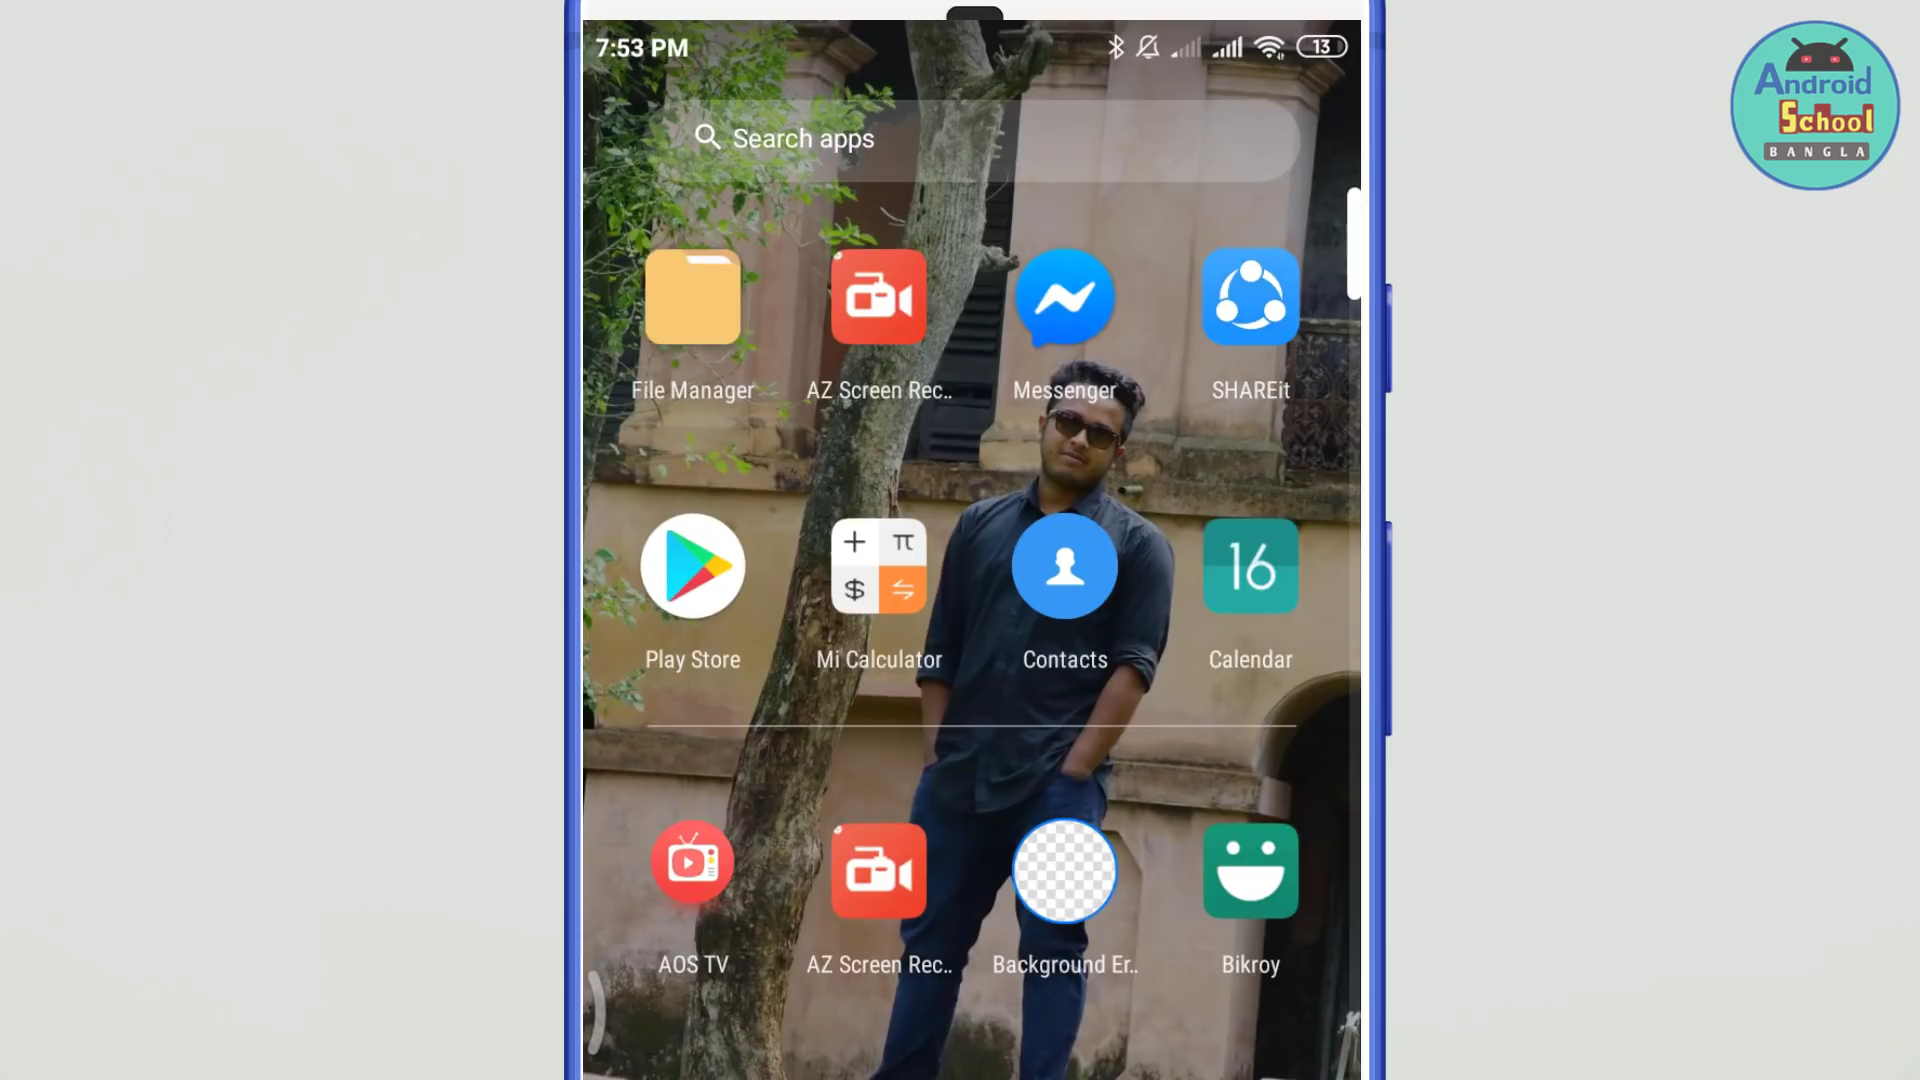 7:53 PM
13
Search apps
File Manager
AZ Screen Rec..
Messenger
SHAREit
+ π
$
16
Play Store
Mi Calculator
Contacts
Calendar
AOS TV
AZ Screen Rec..
Background Er..
Bikroy
Android
School
BANGLA